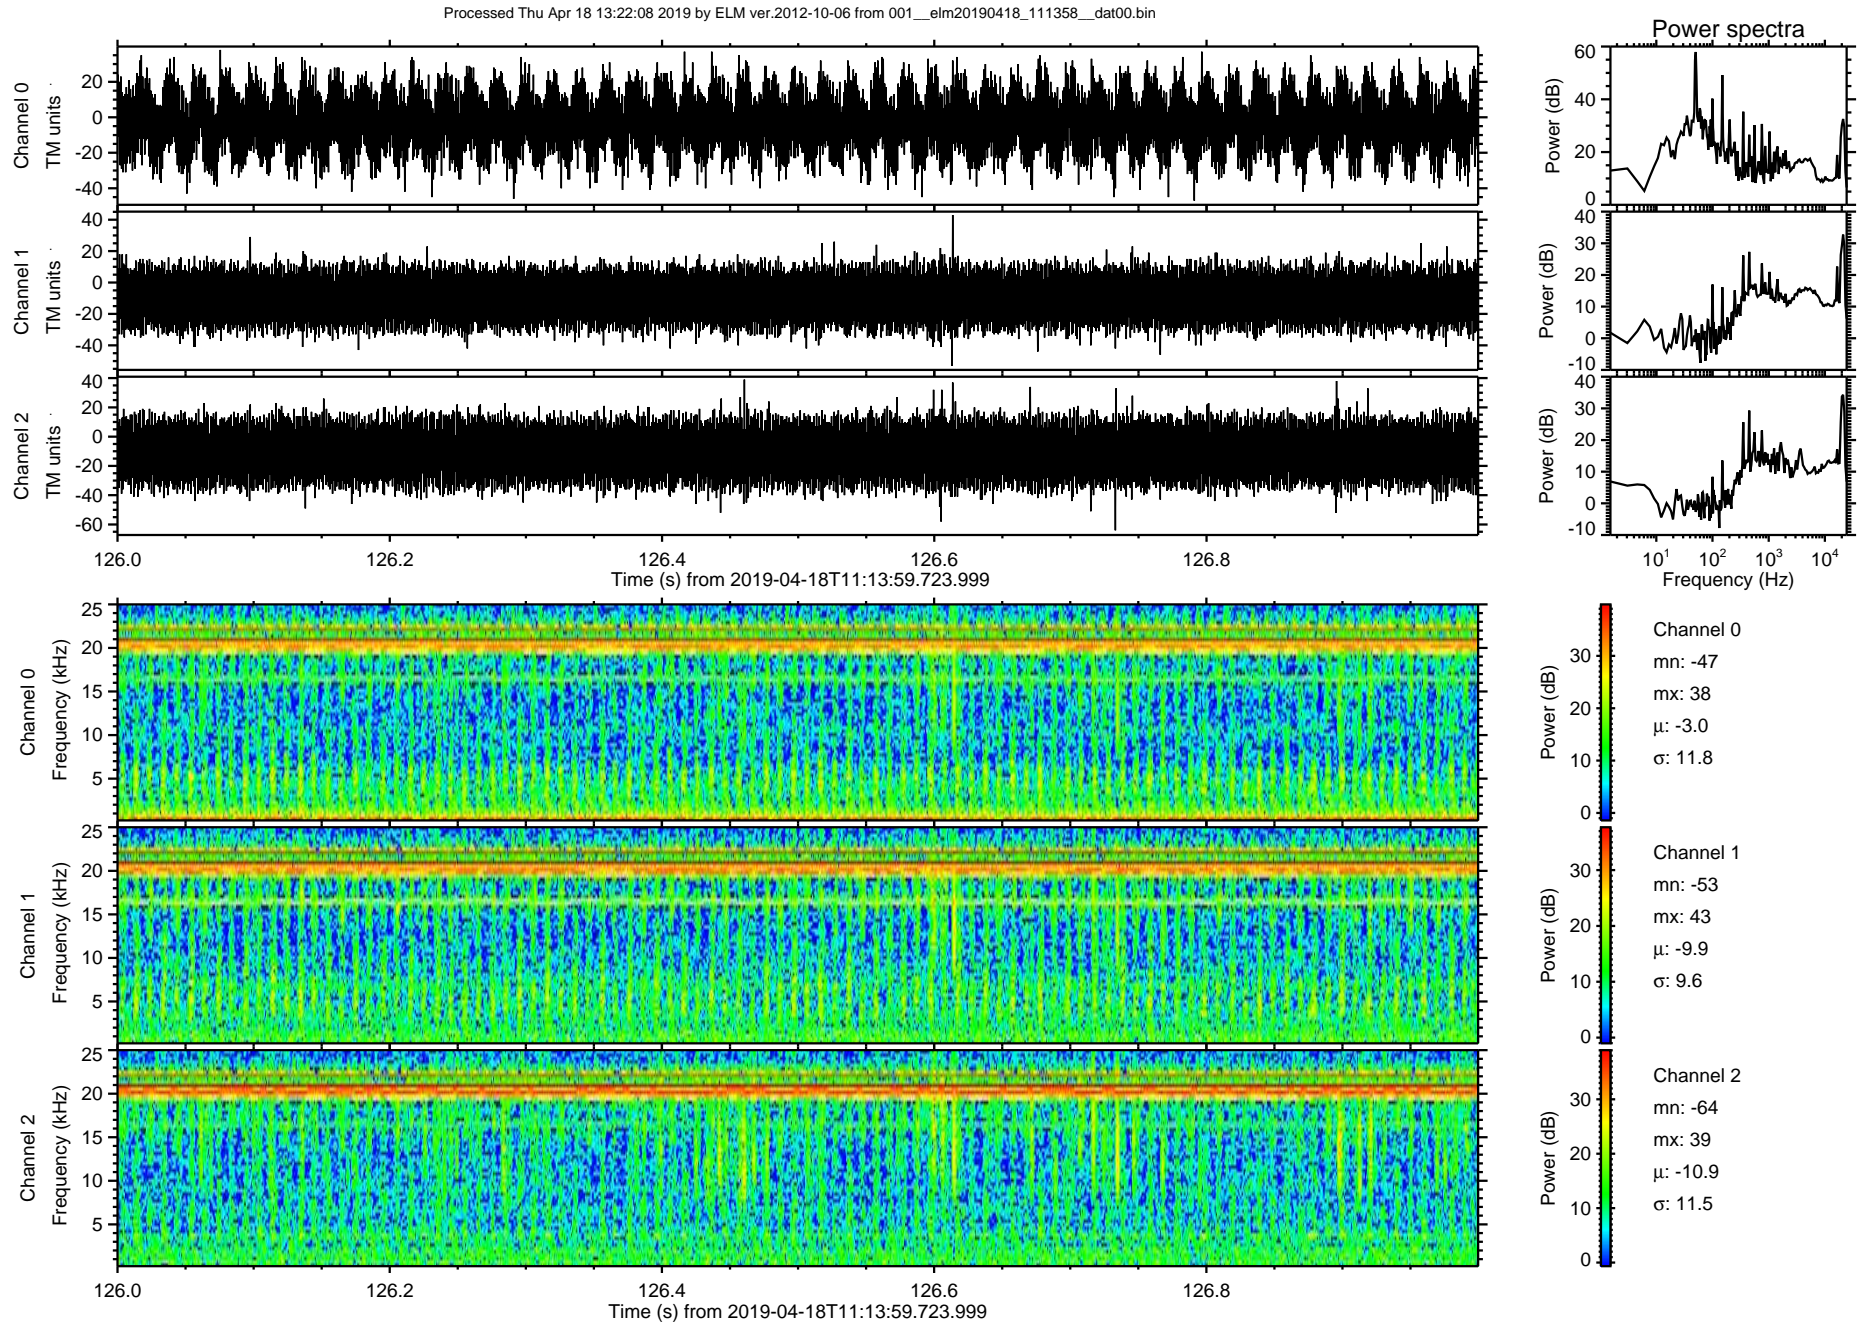 Processed Thu Apr 18 13:22:08 2019 by ELM ver.2012-10-06 from 001__elm20190418_111358__dat00.bin
Power spectra
Channel 0
TM units
20
0
-20
-40
Power (dB)
60
40
20
0
Channel 1
TM units
40
20
0
-20
-40
Power (dB)
40
30
20
10
0
-10
Channel 2
TM units
40
20
0
-20
-40
-60
Power (dB)
40
30
20
10
0
-10
126.0 126.2 126.4 126.6 126.8
Time (s) from 2019-04-18T11:13:59.723.999
10¹ 10² 10³ 10⁴
Frequency (Hz)
Channel 0
Frequency (kHz)
25
20
15
10
5
Power (dB)
30
20
10
0
Channel 0
mn: -47
mx: 38
µ: -3.0
σ: 11.8
Channel 1
Frequency (kHz)
25
20
15
10
5
Power (dB)
30
20
10
0
Channel 1
mn: -53
mx: 43
µ: -9.9
σ: 9.6
Channel 2
Frequency (kHz)
25
20
15
10
5
Power (dB)
30
20
10
0
Channel 2
mn: -64
mx: 39
µ: -10.9
σ: 11.5
126.0 126.2 126.4 126.6 126.8
Time (s) from 2019-04-18T11:13:59.723.999